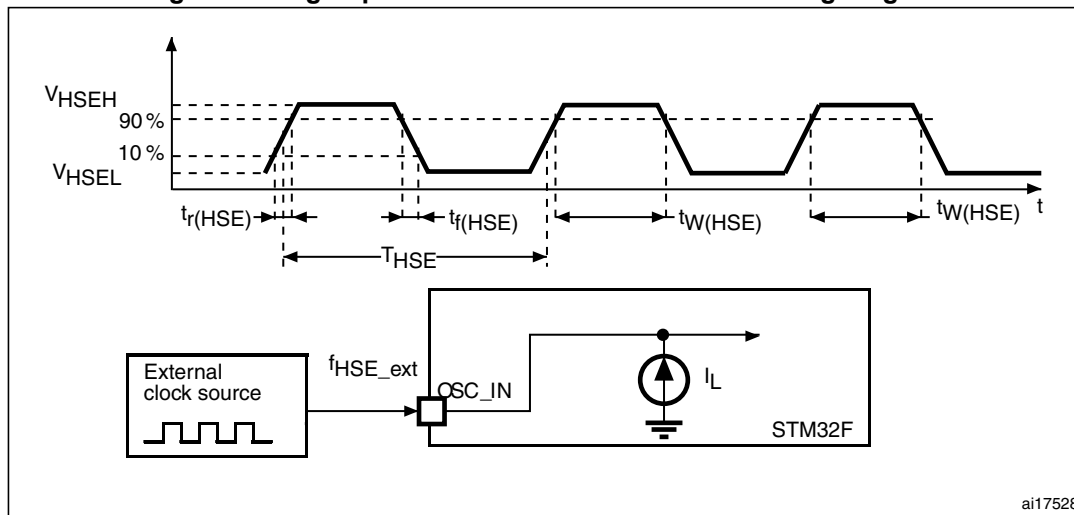 VHSEH
90 %
10 %
VHSEL
tr(HSE)
tf(HSE)
tW(HSE)
tW(HSE)
t
THSE
External
clock source
fHSE_ext
OSC_IN
IL
STM32F
ai17528